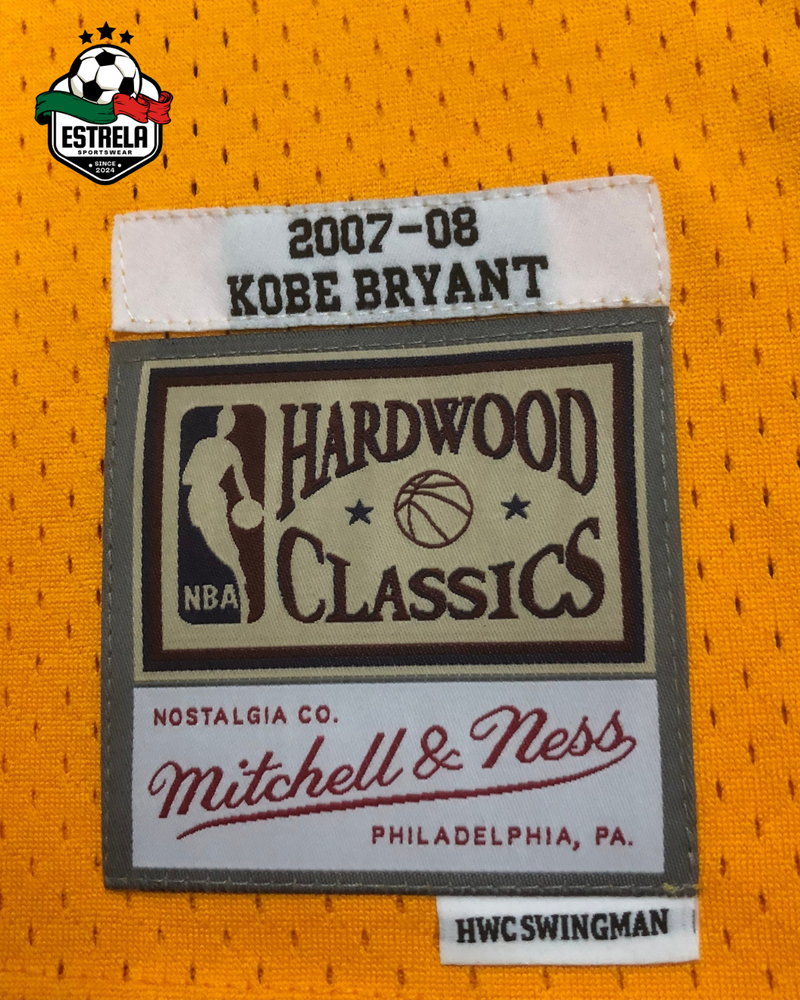 ESTRELA
SPORTSWEAR
SINCE
2024
2007-08
KOBE BRYANT
HARDWOOD
CLASSICS
NBA
NOSTALGIA CO.
Mitchell & Ness
PHILADELPHIA, PA.
HWC SWINGMAN